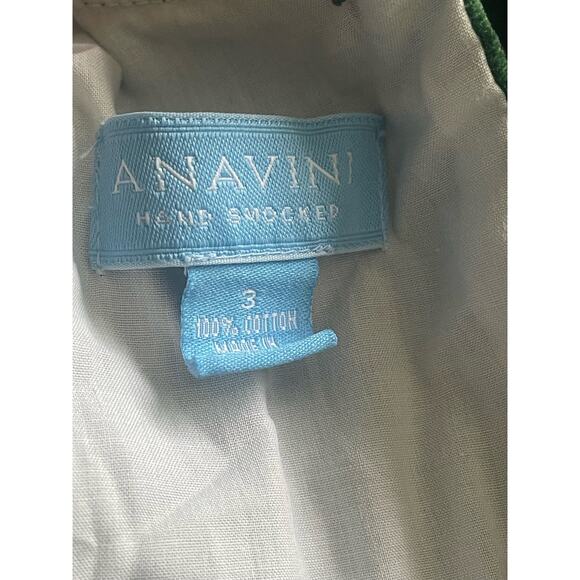 ANAVINI
HAND SMOCKED
3
100% COTTON
MADE IN